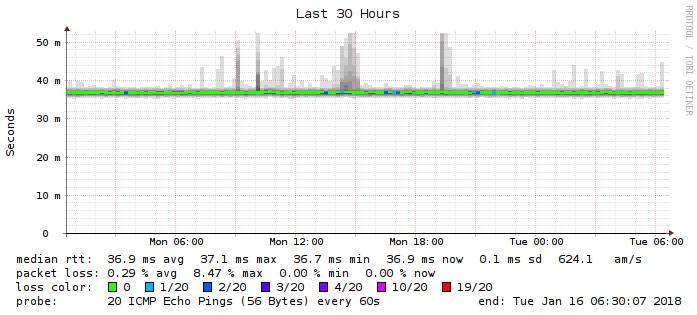 Last 30 Hours
RRDTOOL / TOBI OETIKER
Seconds
50 m
40 m
30 m
20 m
10 m
0
Mon 06:00 Mon 12:00 Mon 18:00 Tue 00:00 Tue 06:00
median rtt: 36.9 ms avg 37.1 ms max 36.7 ms min 36.9 ms now 0.1 ms sd 624.1 am/s
packet loss: 0.29 % avg 8.47 % max 0.00 % min 0.00 % now
loss color: 0 1/20 2/20 3/20 4/20 10/20 19/20
probe: 20 ICMP Echo Pings (56 Bytes) every 60s end: Tue Jan 16 06:30:07 2018